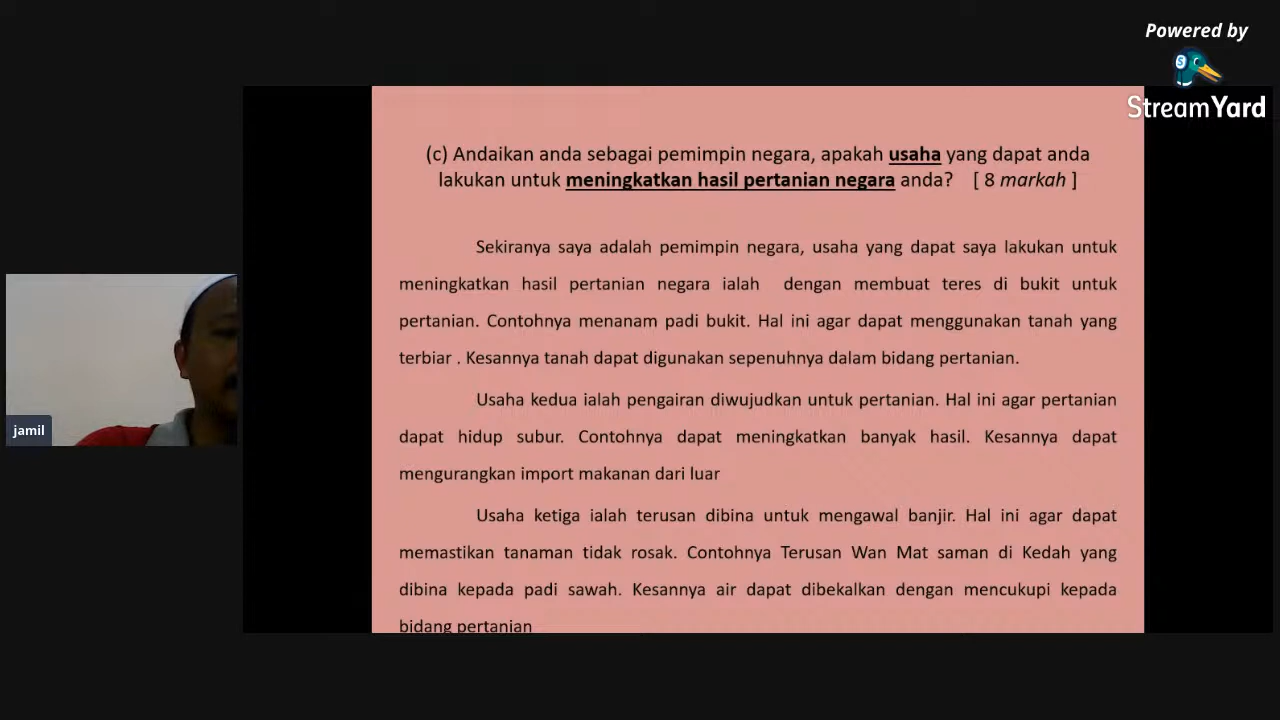 Powered by
StreamYard
(c) Andaikan anda sebagai pemimpin negara, apakah usaha yang dapat anda
lakukan untuk meningkatkan hasil pertanian negara anda? [ 8 markah ]
Sekiranya saya adalah pemimpin negara, usaha yang dapat saya lakukan untuk
meningkatkan hasil pertanian negara ialah dengan membuat teres di bukit untuk
pertanian. Contohnya menanam padi bukit. Hal ini agar dapat menggunakan tanah yang
terbiar . Kesannya tanah dapat digunakan sepenuhnya dalam bidang pertanian.
Usaha kedua ialah pengairan diwujudkan untuk pertanian. Hal ini agar pertanian
dapat hidup subur. Contohnya dapat meningkatkan banyak hasil. Kesannya dapat
mengurangkan import makanan dari luar
Usaha ketiga ialah terusan dibina untuk mengawal banjir. Hal ini agar dapat
memastikan tanaman tidak rosak. Contohnya Terusan Wan Mat saman di Kedah yang
dibina kepada padi sawah. Kesannya air dapat dibekalkan dengan mencukupi kepada
bidang pertanian
jamil